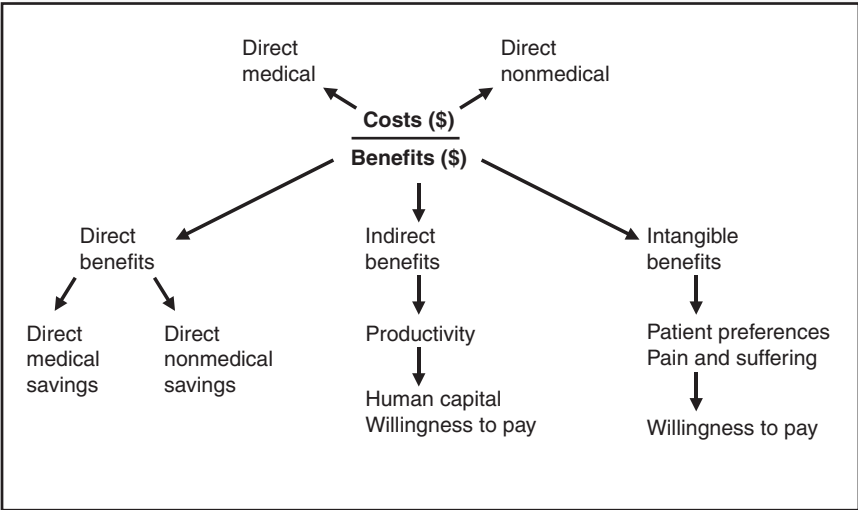 Direct
medical
Direct
nonmedical
Costs ($)
Benefits ($)
Direct
benefits
Indirect
benefits
Intangible
benefits
Direct
medical
savings
Direct
nonmedical
savings
Productivity
Patient preferences
Pain and suffering
Human capital
Willingness to pay
Willingness to pay